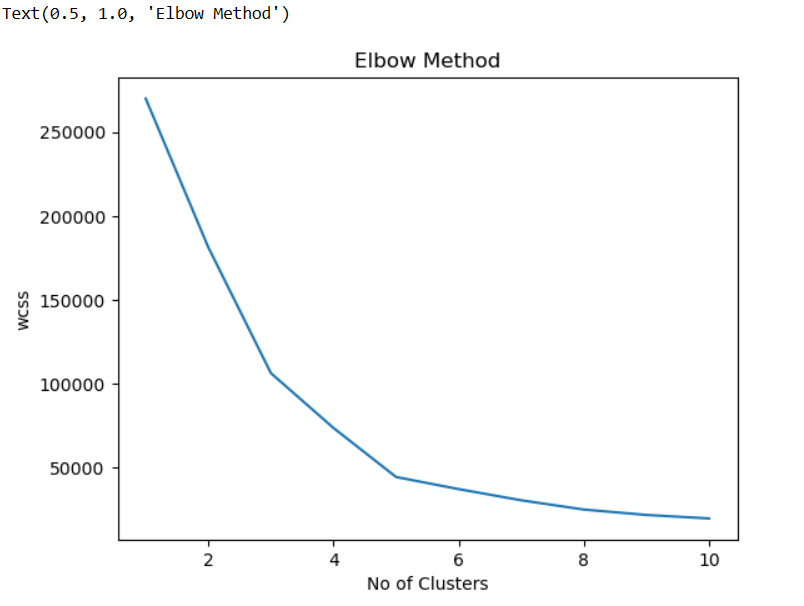 Text(0.5, 1.0, 'Elbow Method')
Elbow Method
250000
200000
150000
100000
50000
wcss
2 4 6 8 10
No of Clusters